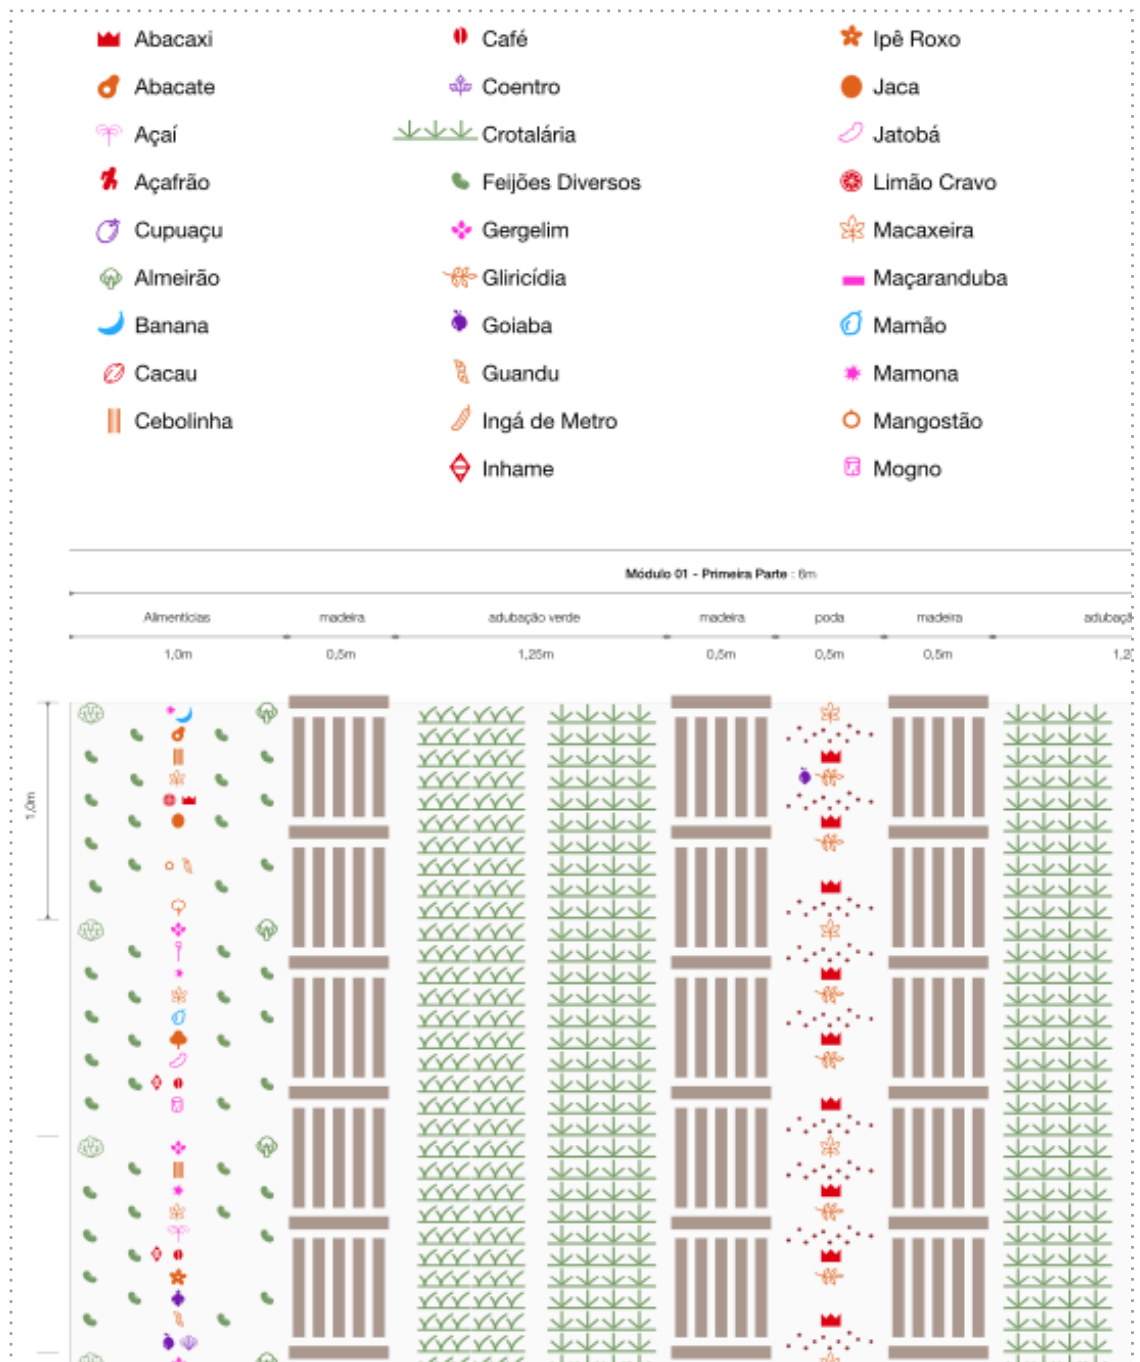 Abacaxi
Abacate
Açaí
Açafrão
Cupuaçu
Almeirão
Banana
Cacau
Cebolinha
Café
Coentro
Crotalária
Feijões Diversos
Gergelim
Gliricídia
Goiaba
Guandu
Ingá de Metro
Inhame
Ipê Roxo
Jaca
Jatobá
Limão Cravo
Macaxeira
Maçaranduba
Mamão
Mamona
Mangostão
Mogno
Módulo 01 - Primeira Parte : 6m
Alimentícias madeira adubação verde madeira poda madeira adubaçã
1,0m 0,5m 1,25m 0,5m 0,5m 0,5m 1,2
1,0m